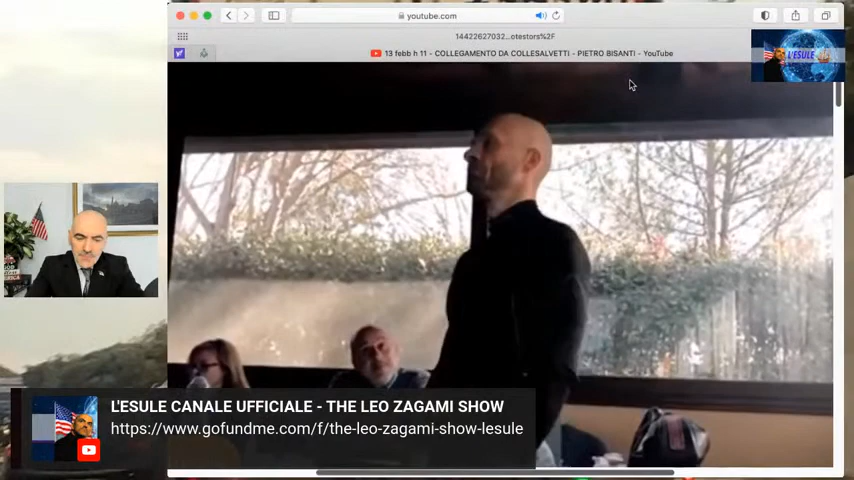 youtube.com
14422627032...otestors%2F
13 febb h 11 - COLLEGAMENTO DA COLLESALVETTI - PIETRO BISANTI - YouTube
L'ESULE
L'ESULE CANALE UFFICIALE - THE LEO ZAGAMI SHOW
https://www.gofundme.com/f/the-leo-zagami-show-lesule